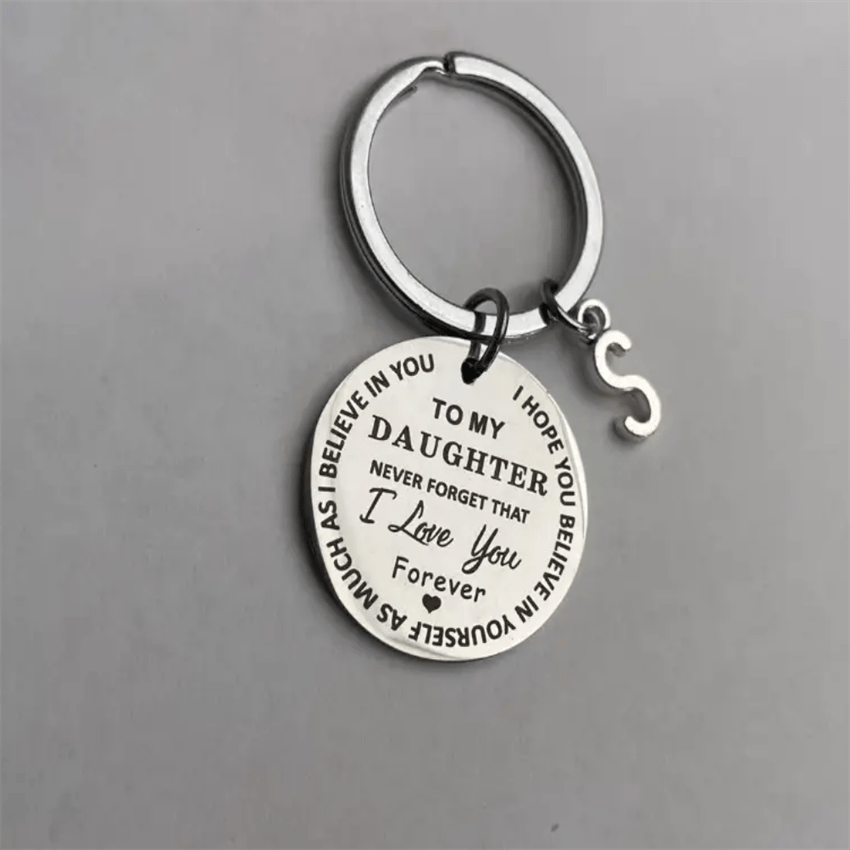 I HOPE YOU BELIEVE IN YOURSELF AS MUCH AS I BELIEVE IN YOU
TO MY
DAUGHTER
NEVER FORGET THAT
I Love You
Forever
S